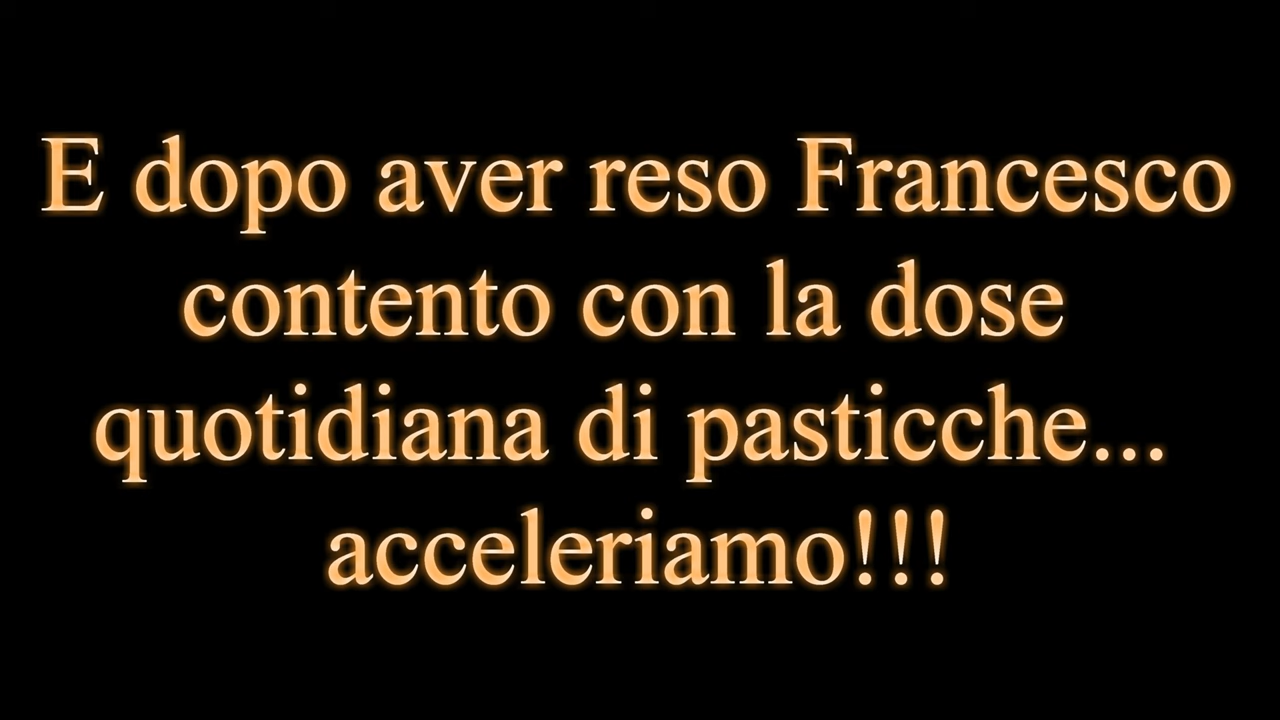 E dopo aver reso Francesco
contento con la dose
quotidiana di pasticche...
acceleriamo!!!